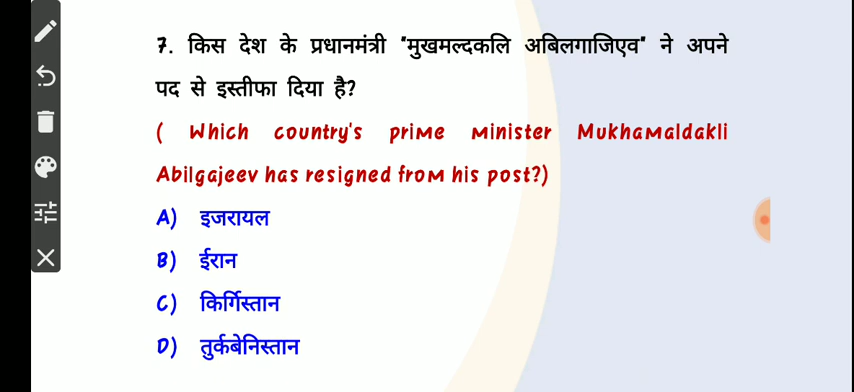 7. किस देश के प्रधानमंत्री "मुखमल्दकलि अबिलगाजिएव" ने अपने
पद से इस्तीफा दिया है?
( Which country's prime minister Mukhamaldakli
Abilgajeev has resigned from his post?)
A) इजरायल
B) ईरान
C) किर्गिस्तान
D) तुर्कबेनिस्तान